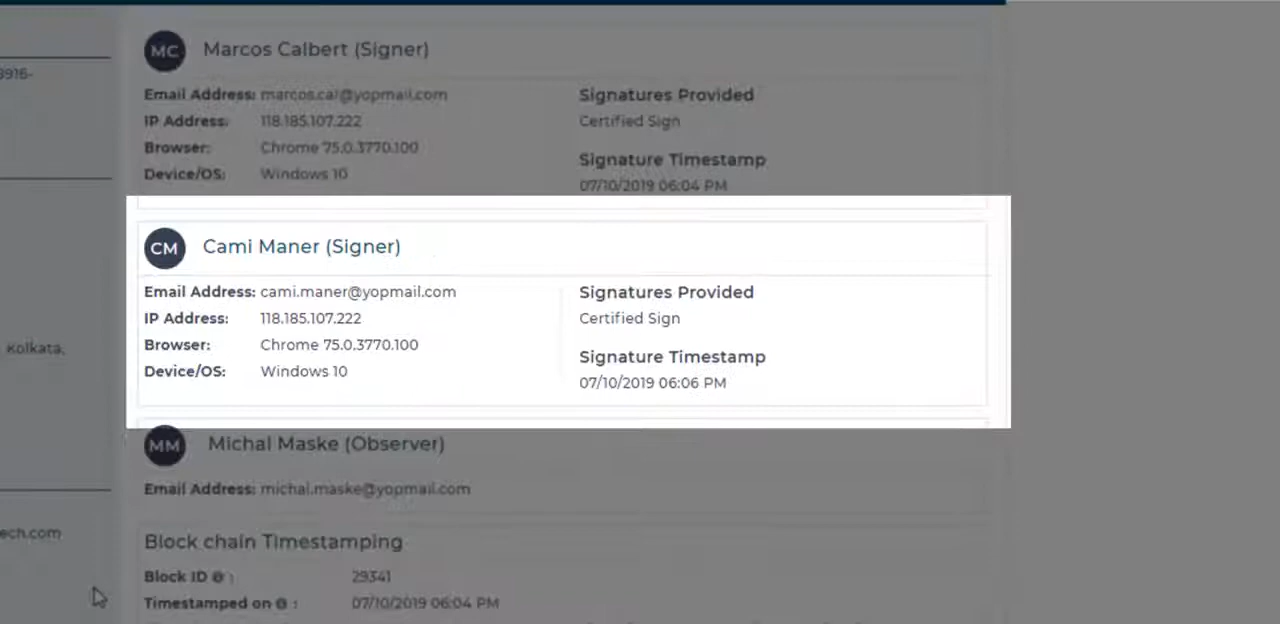 MC Marcos Calbert (Signer)
3916-
Email Address: marcos.cal@yopmail.com
Signatures Provided
IP Address: 118.185.107.222
Certified Sign
Browser: Chrome 75.0.3770.100
Signature Timestamp
Device/OS: Windows 10
07/10/2019 06:04 PM
CM Cami Maner (Signer)
Email Address: cami.maner@yopmail.com
Signatures Provided
IP Address: 118.185.107.222
Certified Sign
Browser: Chrome 75.0.3770.100
Kolkata,
Signature Timestamp
Device/OS: Windows 10
07/10/2019 06:06 PM
MM Michal Maske (Observer)
Email Address: michal.maske@yopmail.com
ech.com
Block chain Timestamping
Block ID : 29341
Timestamped on : 07/10/2019 06:04 PM